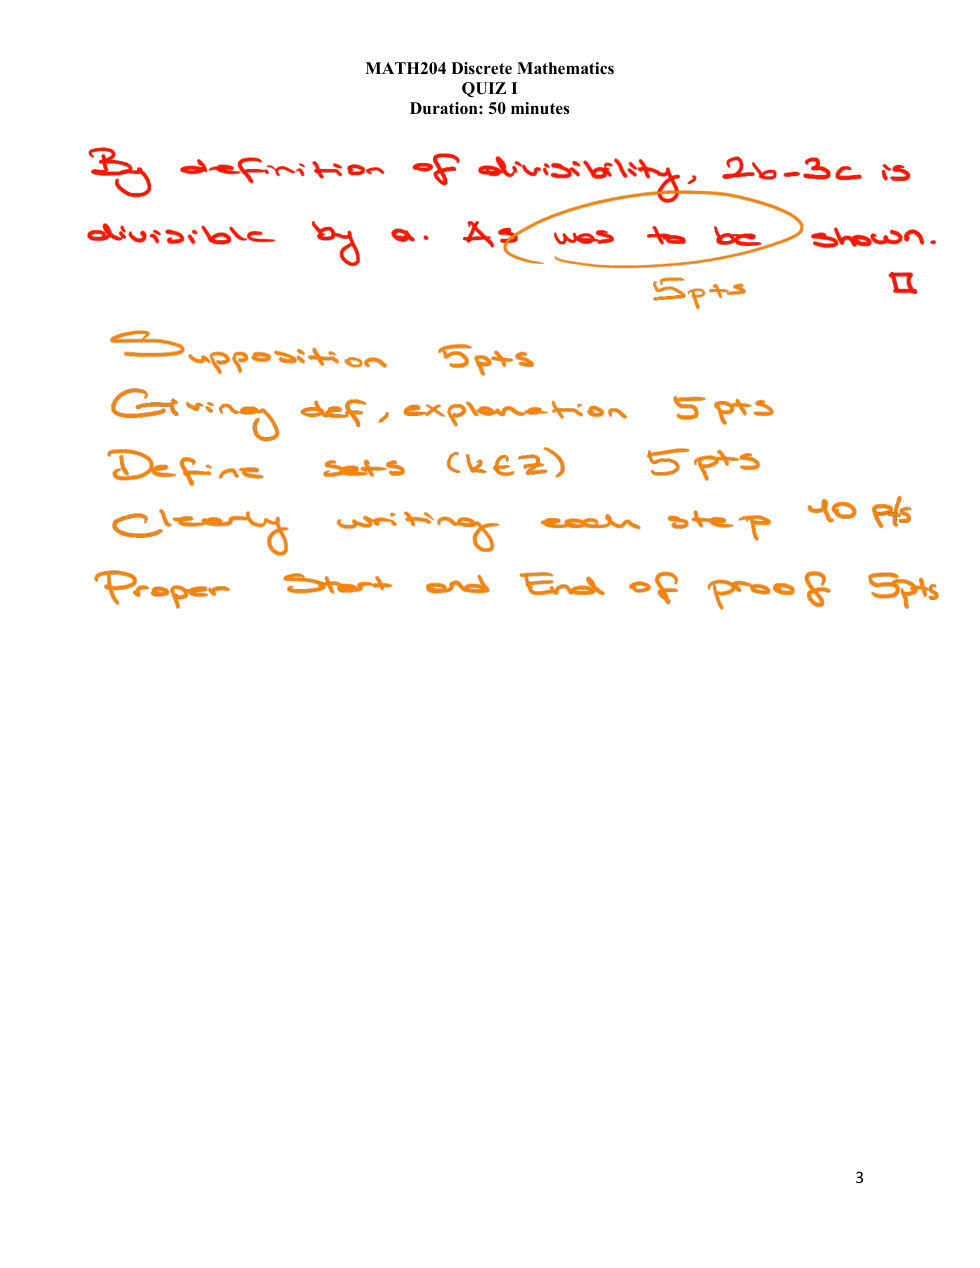 MATH204 Discrete Mathematics
QUIZ I
Duration: 50 minutes
By definition of divisibility, 2b-3c is
divisible by a. As was to be shown.
5pts □
Supposition 5pts
Giving def, explanation 5pts
Define sets (k∈Z) 5pts
Clearly writing each step 40 pts
Proper Start and End of proof 5pts
3